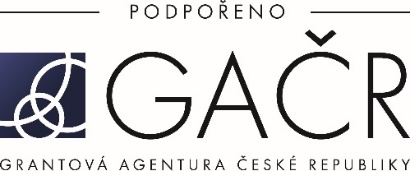 PODPOŘENO
GAČR
GRANTOVÁ AGENTURA ČESKÉ REPUBLIKY